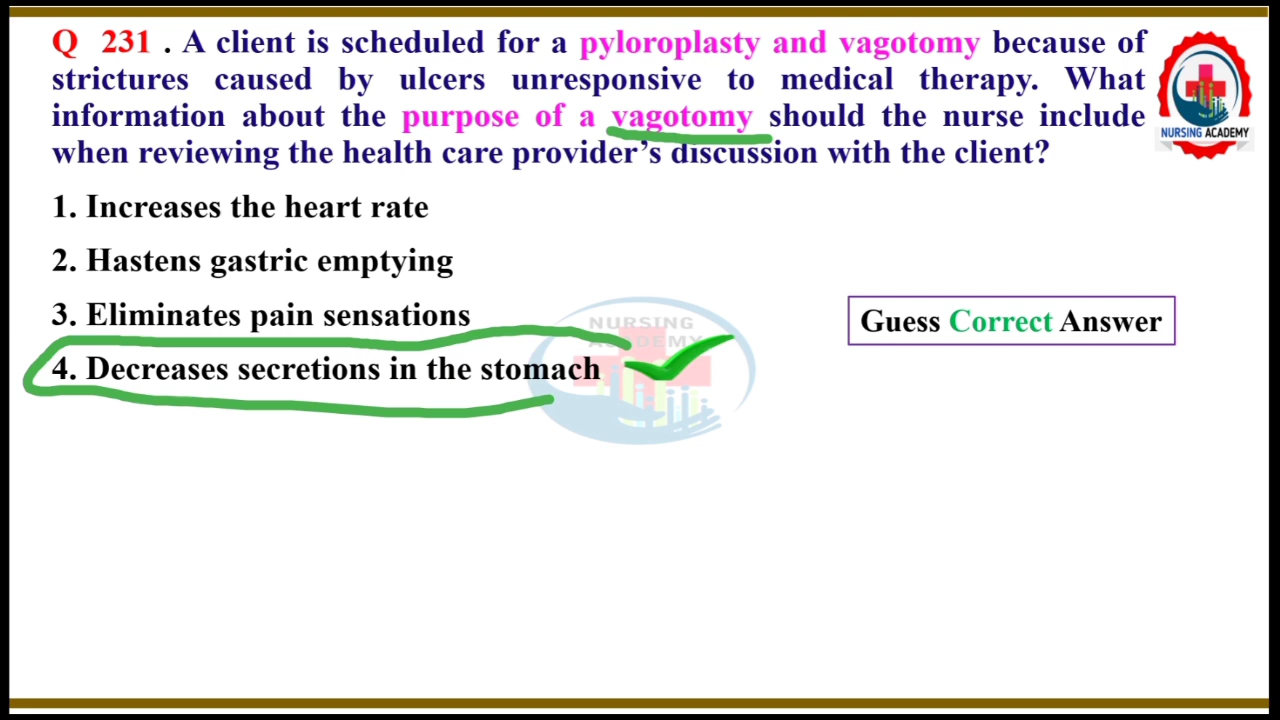 Q 231 . A client is scheduled for a pyloroplasty and vagotomy because of
strictures caused by ulcers unresponsive to medical therapy. What
information about the purpose of a vagotomy should the nurse include
when reviewing the health care provider's discussion with the client?
NURSING ACADEMY
1. Increases the heart rate
2. Hastens gastric emptying
3. Eliminates pain sensations
4. Decreases secretions in the stomach
NURSING
ACADEMY
Guess Correct Answer